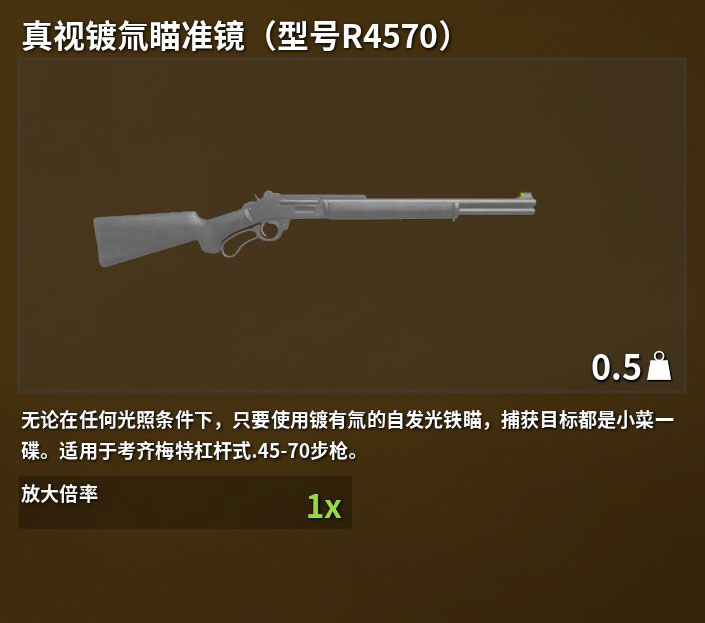 真视镀氚瞄准镜（型号R4570）
0.5
无论在任何光照条件下，只要使用镀有氚的自发光铁瞄，捕获目标都是小菜一
碟。适用于考齐梅特杠杆式.45-70步枪。
放大倍率
1x